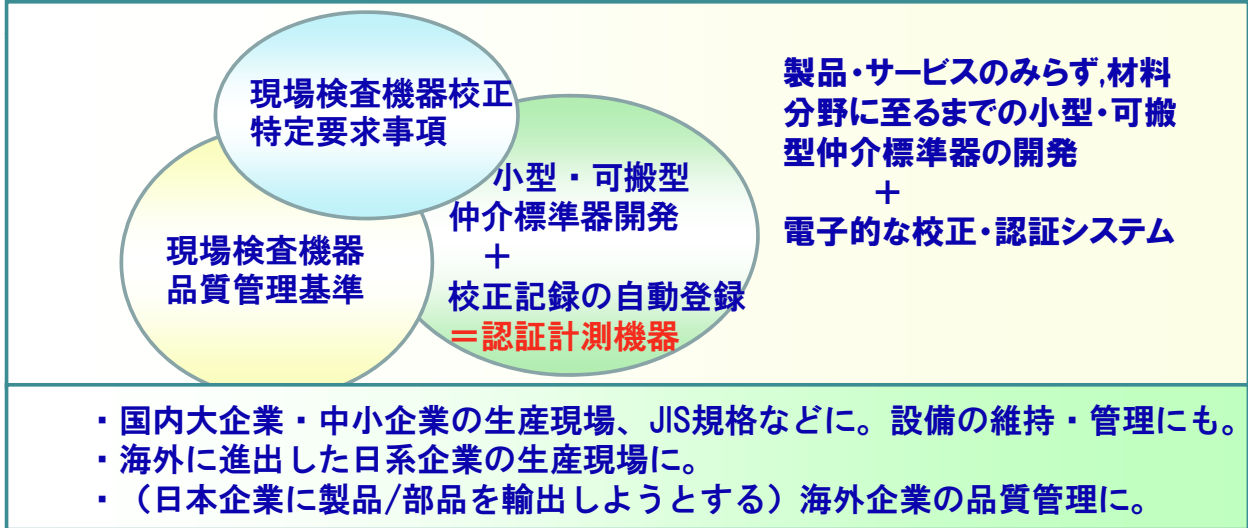 現場検査機器校正
特定要求事項
小型・可搬型
仲介標準器開発
＋
校正記録の自動登録
＝認証計測機器
現場検査機器
品質管理基準
製品・サービスのみらず,材料
分野に至るまでの小型・可搬
型仲介標準器の開発
＋
電子的な校正・認証システム
・国内大企業・中小企業の生産現場、JIS規格などに。設備の維持・管理にも。
・海外に進出した日系企業の生産現場に。
・（日本企業に製品/部品を輸出しようとする）海外企業の品質管理に。